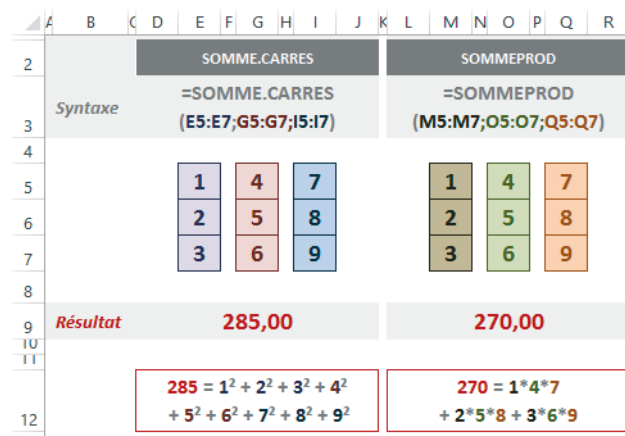 A B C D E F G H I J K L M N O P Q R
2 SOMME.CARRES SOMMEPROD
Syntaxe
=SOMME.CARRES =SOMMEPROD
3 (E5:E7;G5:G7;I5:I7) (M5:M7;O5:O7;Q5:Q7)
4
5 1 4 7 1 4 7
6 2 5 8 2 5 8
7 3 6 9 3 6 9
8
9 Résultat 285,00 270,00
10
11
285 = 1² + 2² + 3² + 4² 270 = 1*4*7
12 + 5² + 6² + 7² + 8² + 9² + 2*5*8 + 3*6*9